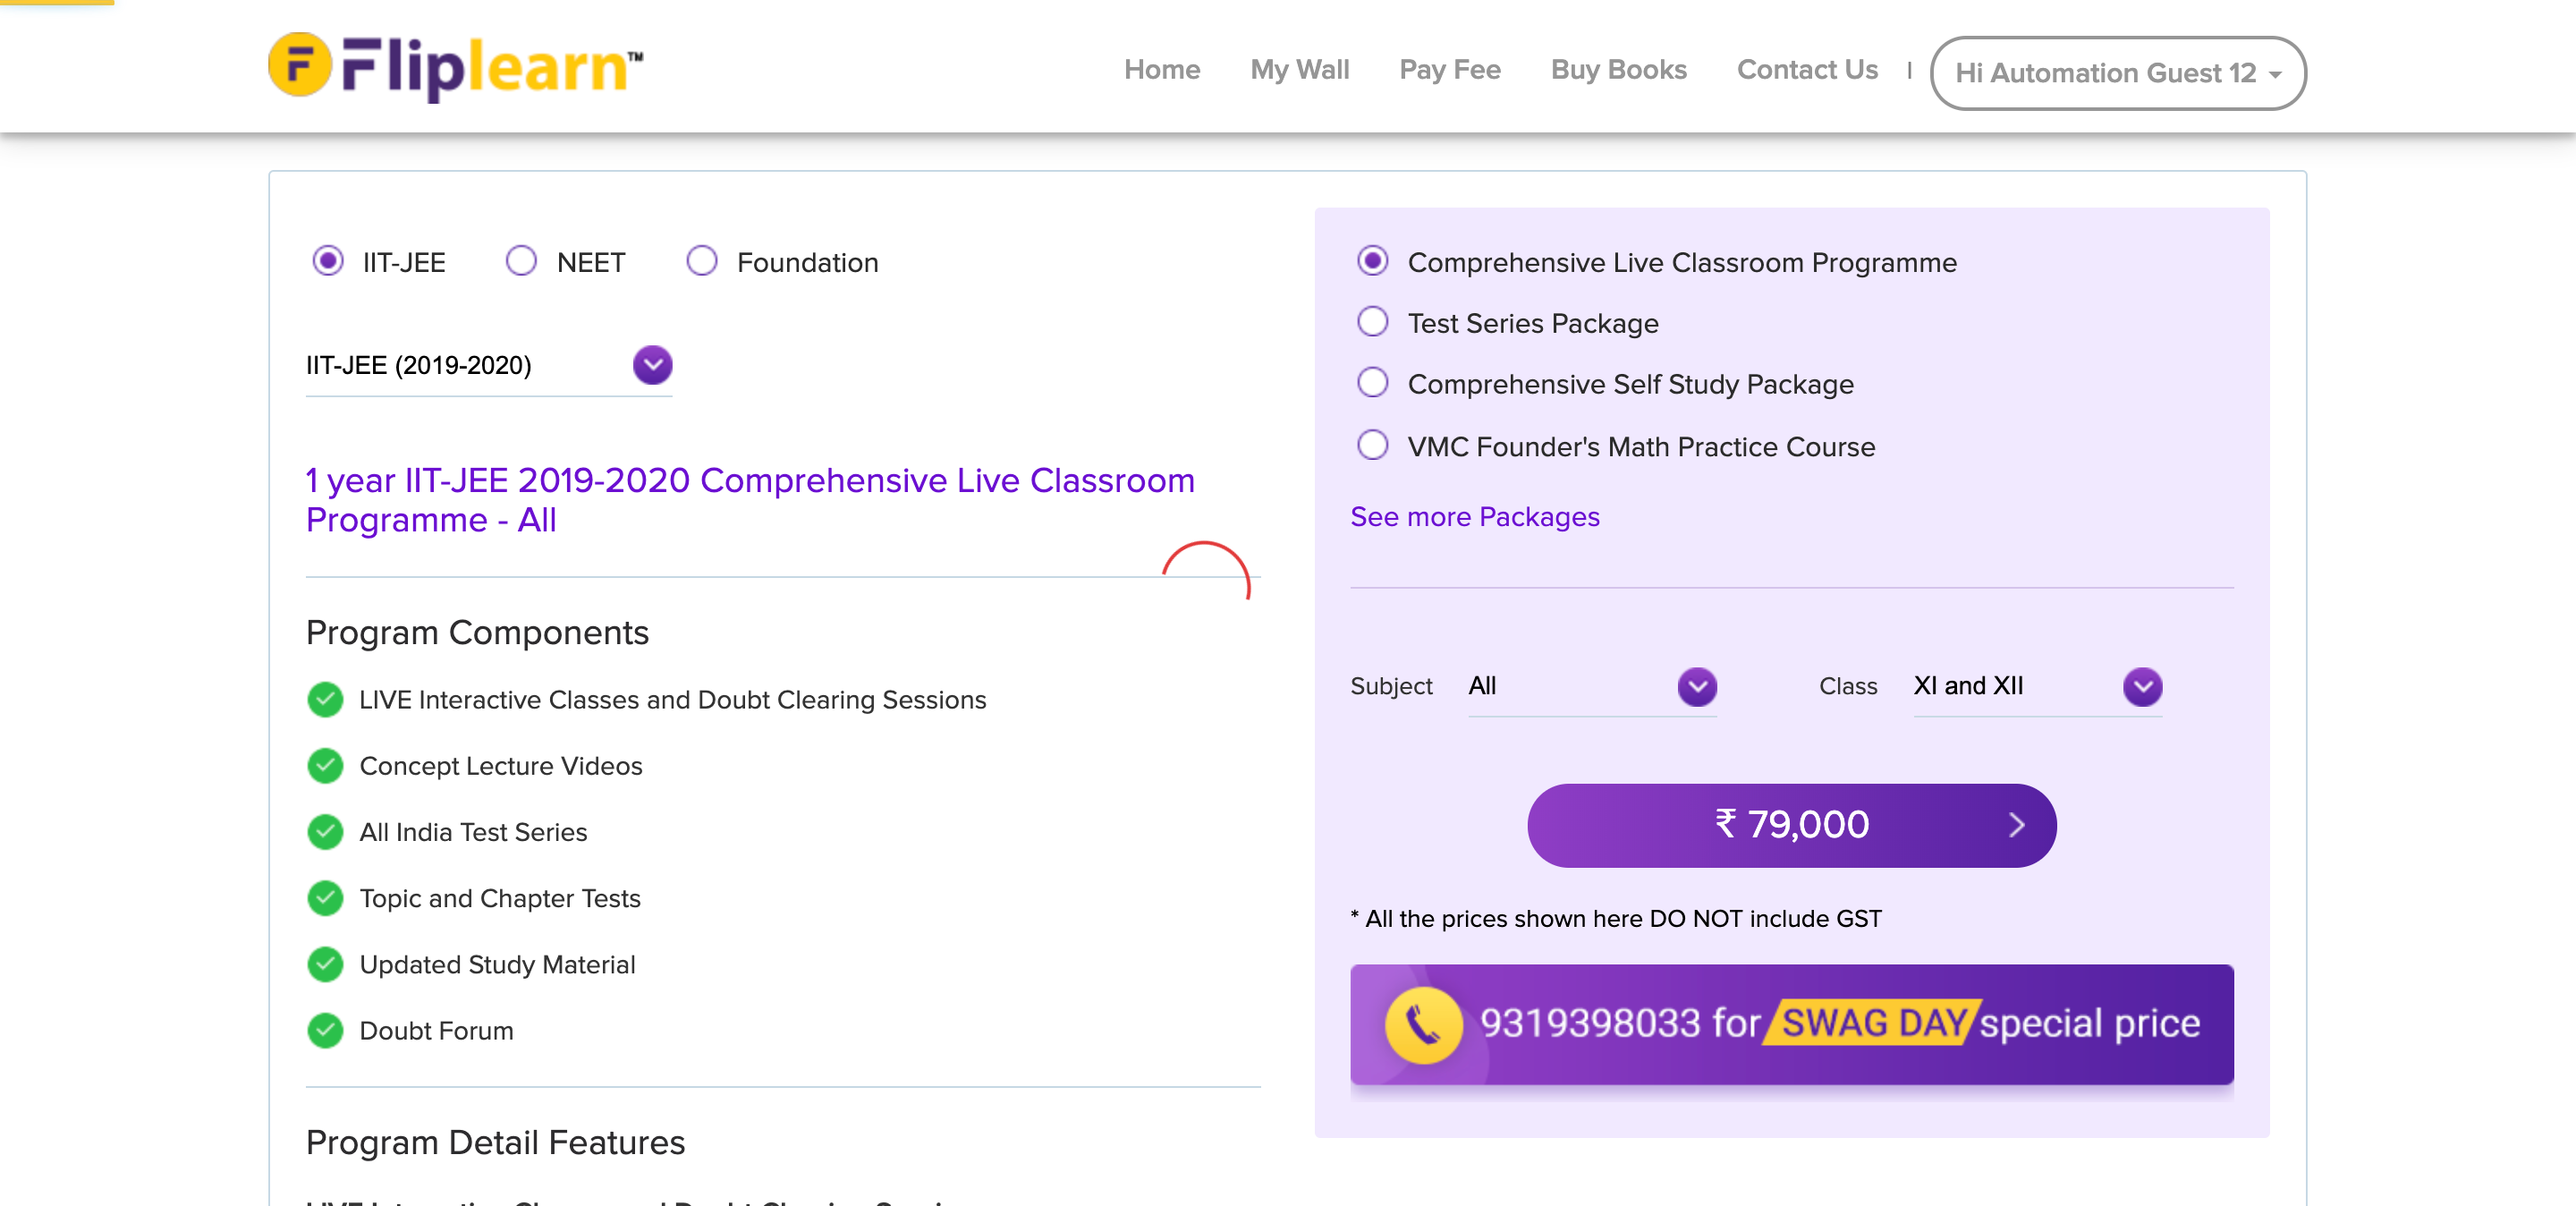 F Fliplearn™
Home My Wall Pay Fee Buy Books Contact Us | Hi Automation Guest 12
IIT-JEE NEET Foundation
IIT-JEE (2019-2020)
1 year IIT-JEE 2019-2020 Comprehensive Live Classroom
Programme - All
Program Components
LIVE Interactive Classes and Doubt Clearing Sessions
Concept Lecture Videos
All India Test Series
Topic and Chapter Tests
Updated Study Material
Doubt Forum
Program Detail Features
Comprehensive Live Classroom Programme
Test Series Package
Comprehensive Self Study Package
VMC Founder's Math Practice Course
See more Packages
Subject All Class XI and XII
₹ 79,000
* All the prices shown here DO NOT include GST
9319398033 for SWAG DAY special price